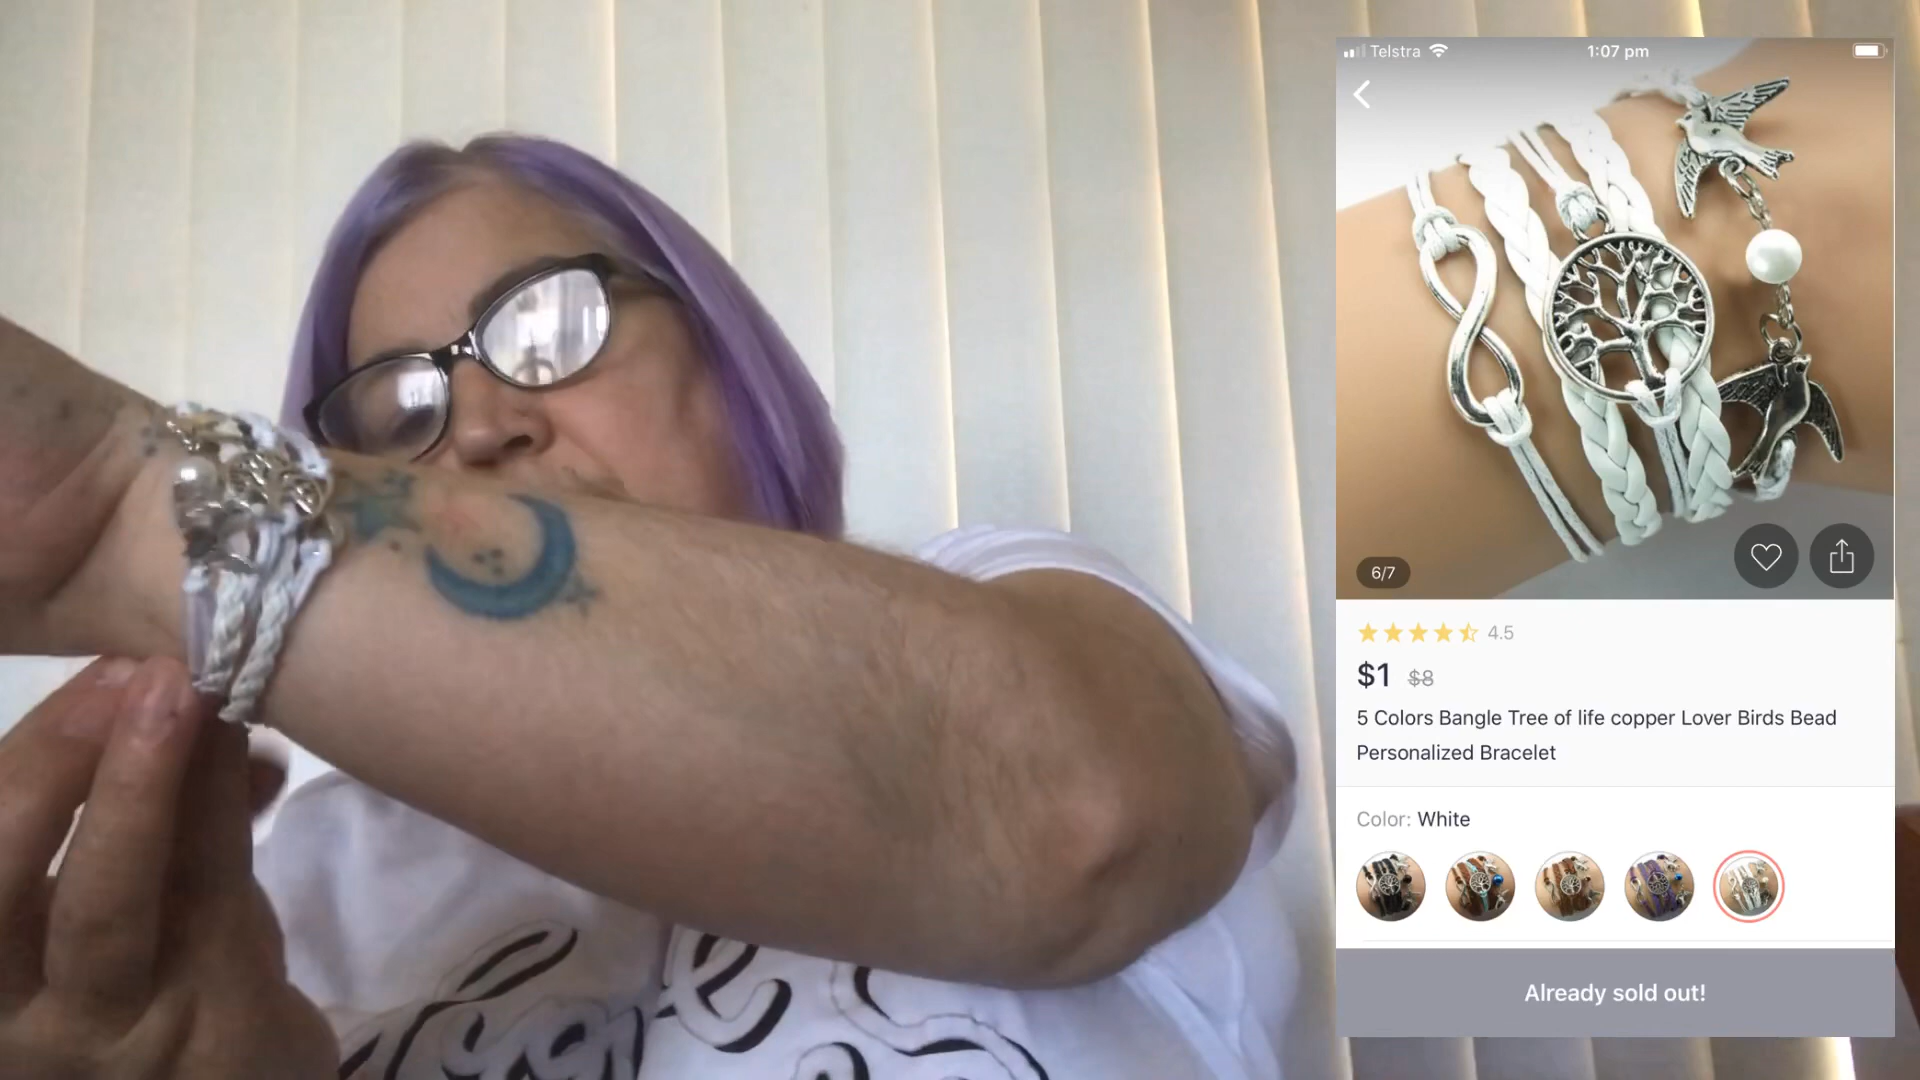 Telstra 1:07 pm
6/7
4.5
$1 $8
5 Colors Bangle Tree of life copper Lover Birds Bead
Personalized Bracelet
Color: White
Already sold out!